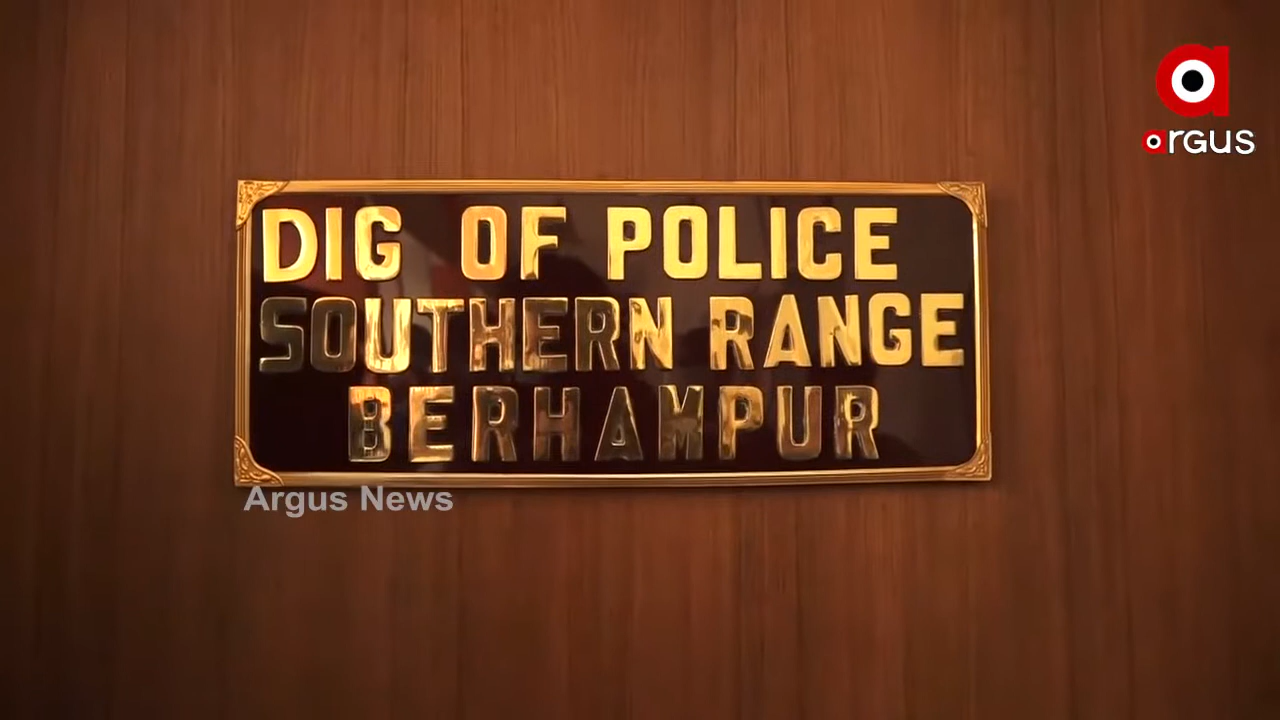 argus
DIG OF POLICE
SOUTHERN RANGE
BERHAMPUR
Argus News